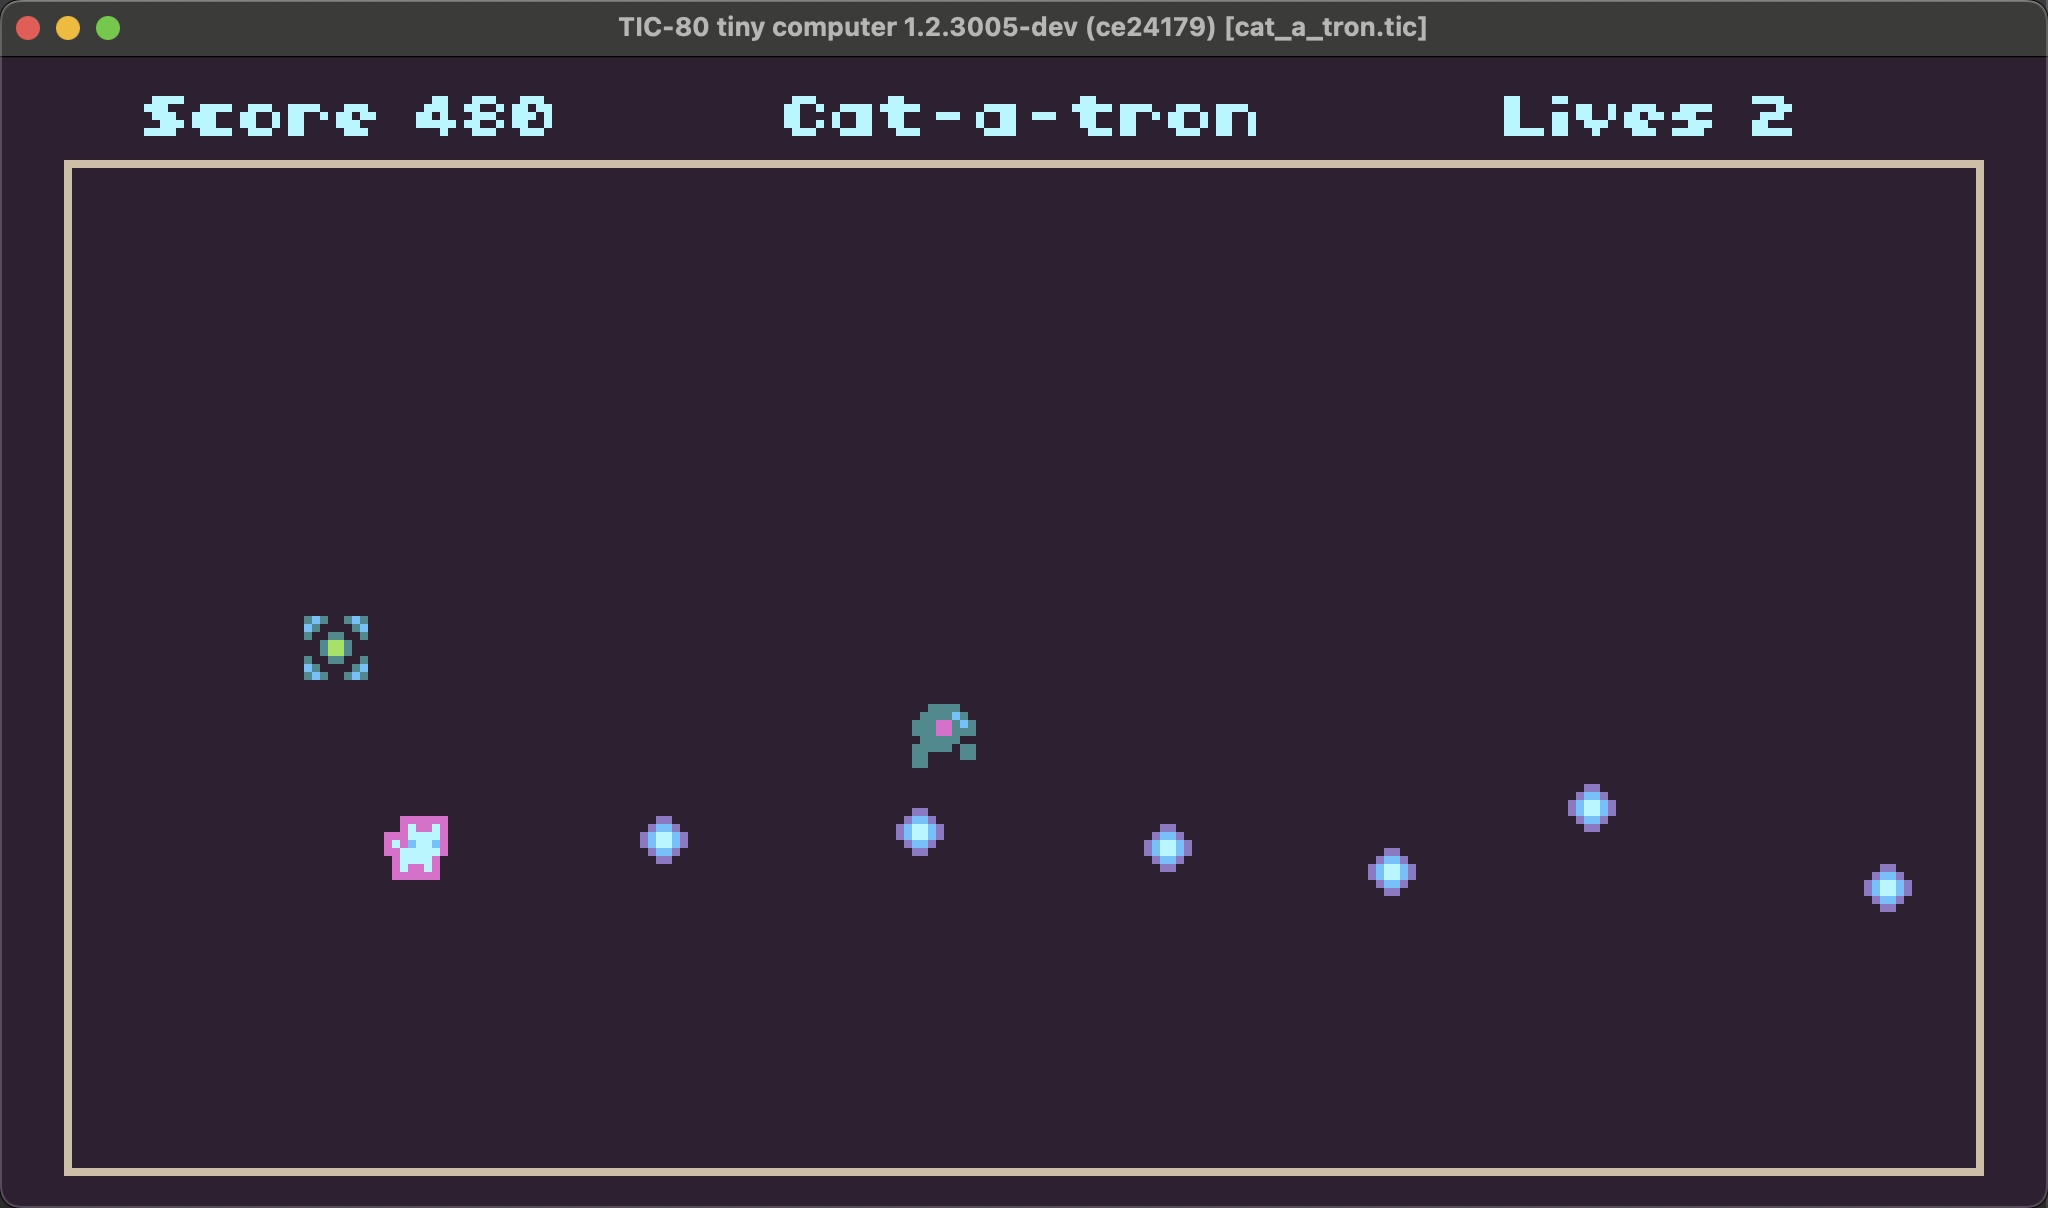 TIC-80 tiny computer 1.2.3005-dev (ce24179) [cat_a_tron.tic]
Score 480 Cat-a-tron Lives 2